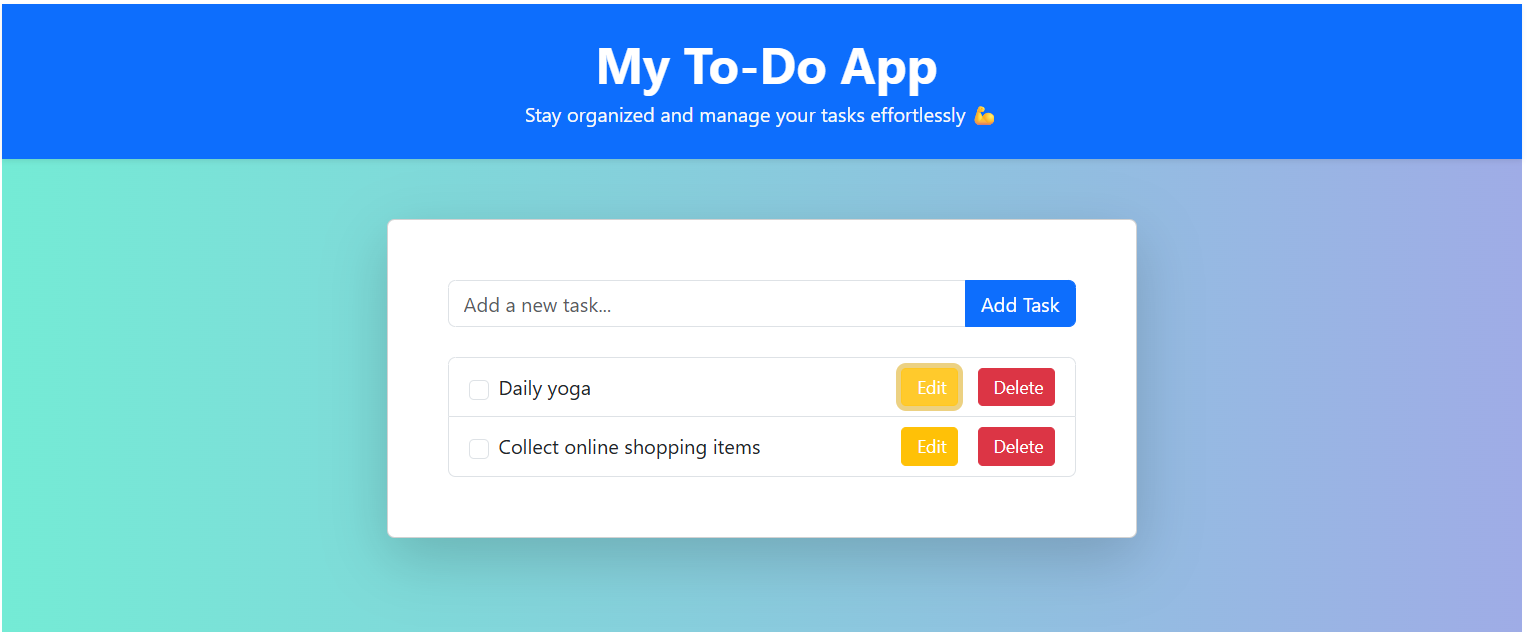 My To-Do App
Stay organized and manage your tasks effortlessly 💪
Add a new task... Add Task
Daily yoga Edit Delete
Collect online shopping items Edit Delete